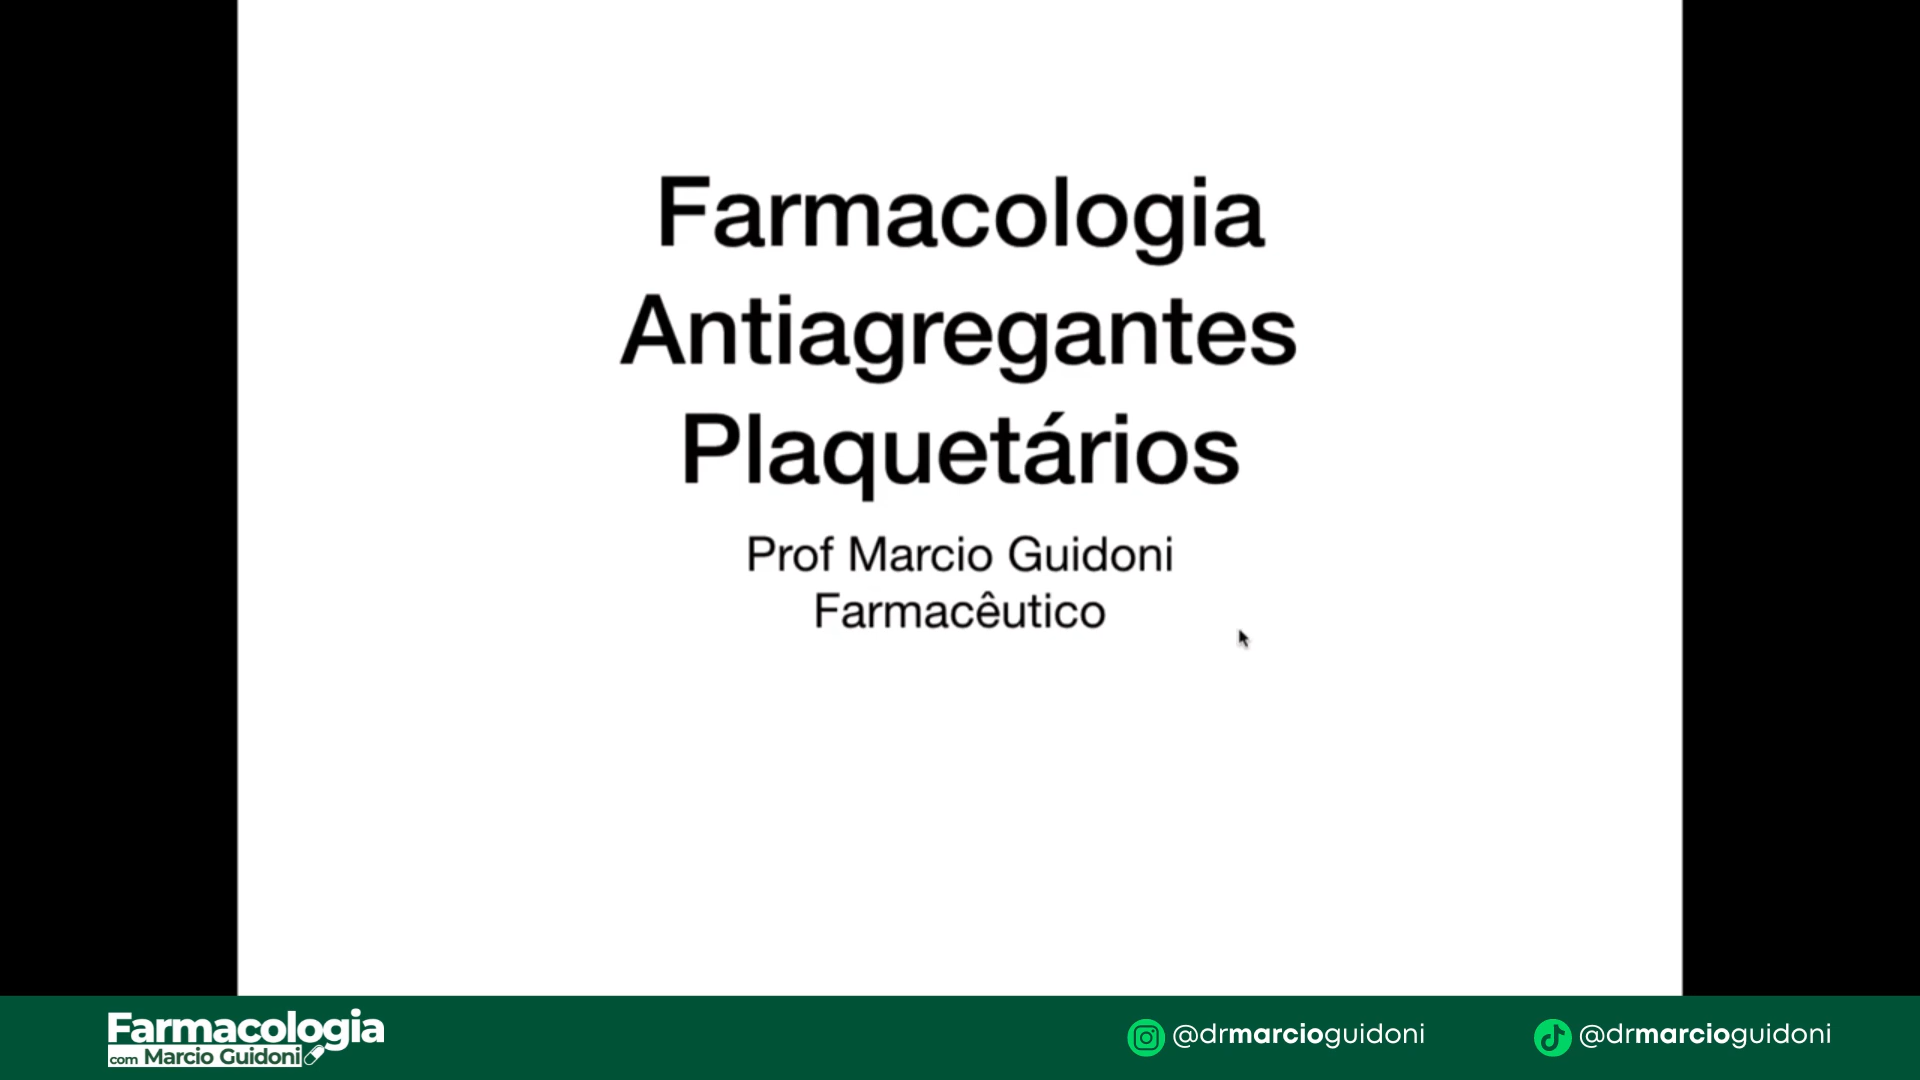 Farmacologia
Antiagregantes
Plaquetários
Prof Marcio Guidoni
Farmacêutico
Farmacologia
com Marcio Guidoni
@drmarcioguidoni
@drmarcioguidoni